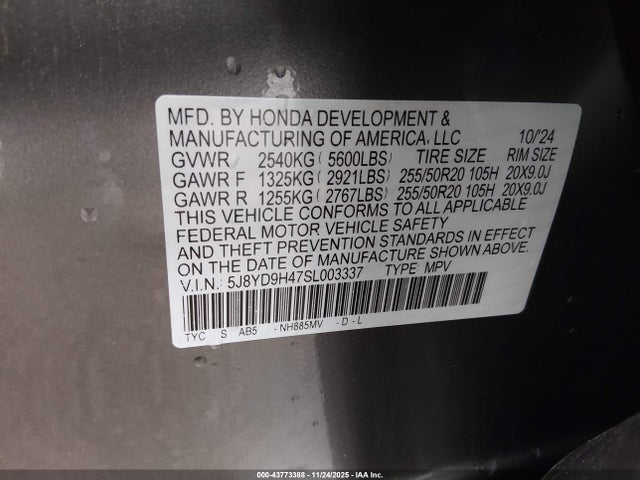 MFD. BY HONDA DEVELOPMENT &
MANUFACTURING OF AMERICA, LLC 10/'24
GVWR 2540KG ( 5600LBS) TIRE SIZE RIM SIZE
GAWR F 1325KG ( 2921LBS) 255/50R20 105H 20X9.0J
GAWR R 1255KG ( 2767LBS) 255/50R20 105H 20X9.0J
THIS VEHICLE CONFORMS TO ALL APPLICABLE
FEDERAL MOTOR VEHICLE SAFETY
AND THEFT PREVENTION STANDARDS IN EFFECT
ON THE DATE OF MANUFACTURE SHOWN ABOVE.
V.I.N.: 5J8YD9H47SL003337 TYPE: MPV
TYC S AB5 -NH885MV -D-L
000-43773388 - 11/24/2025 - IAA Inc.